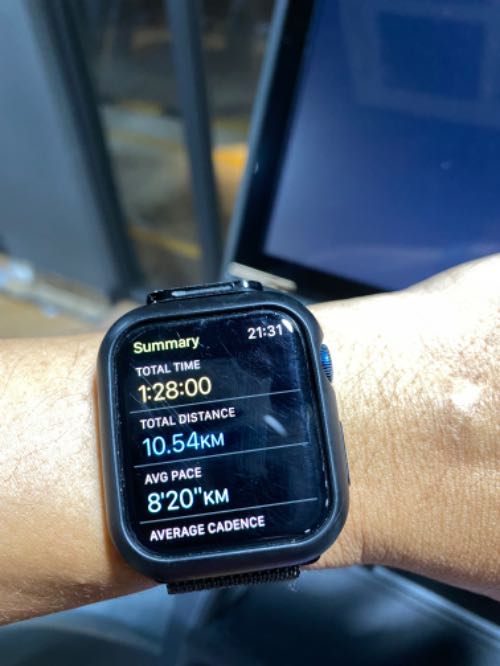 Summary 21:31
TOTAL TIME
1:28:00
TOTAL DISTANCE
10.54KM
AVG PACE
8'20"KM
AVERAGE CADENCE